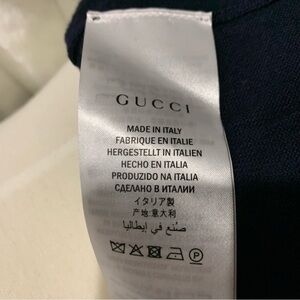 GUCCI
MADE IN ITALY
FABRIQUE EN ITALIE
HERGESTELLT IN ITALIEN
HECHO EN ITALIA
PRODUZIDO NA ITALIA
СДЕЛАНО В ИТАЛИИ
イタリア製
产地:意大利
صنع في إيطاليا
P